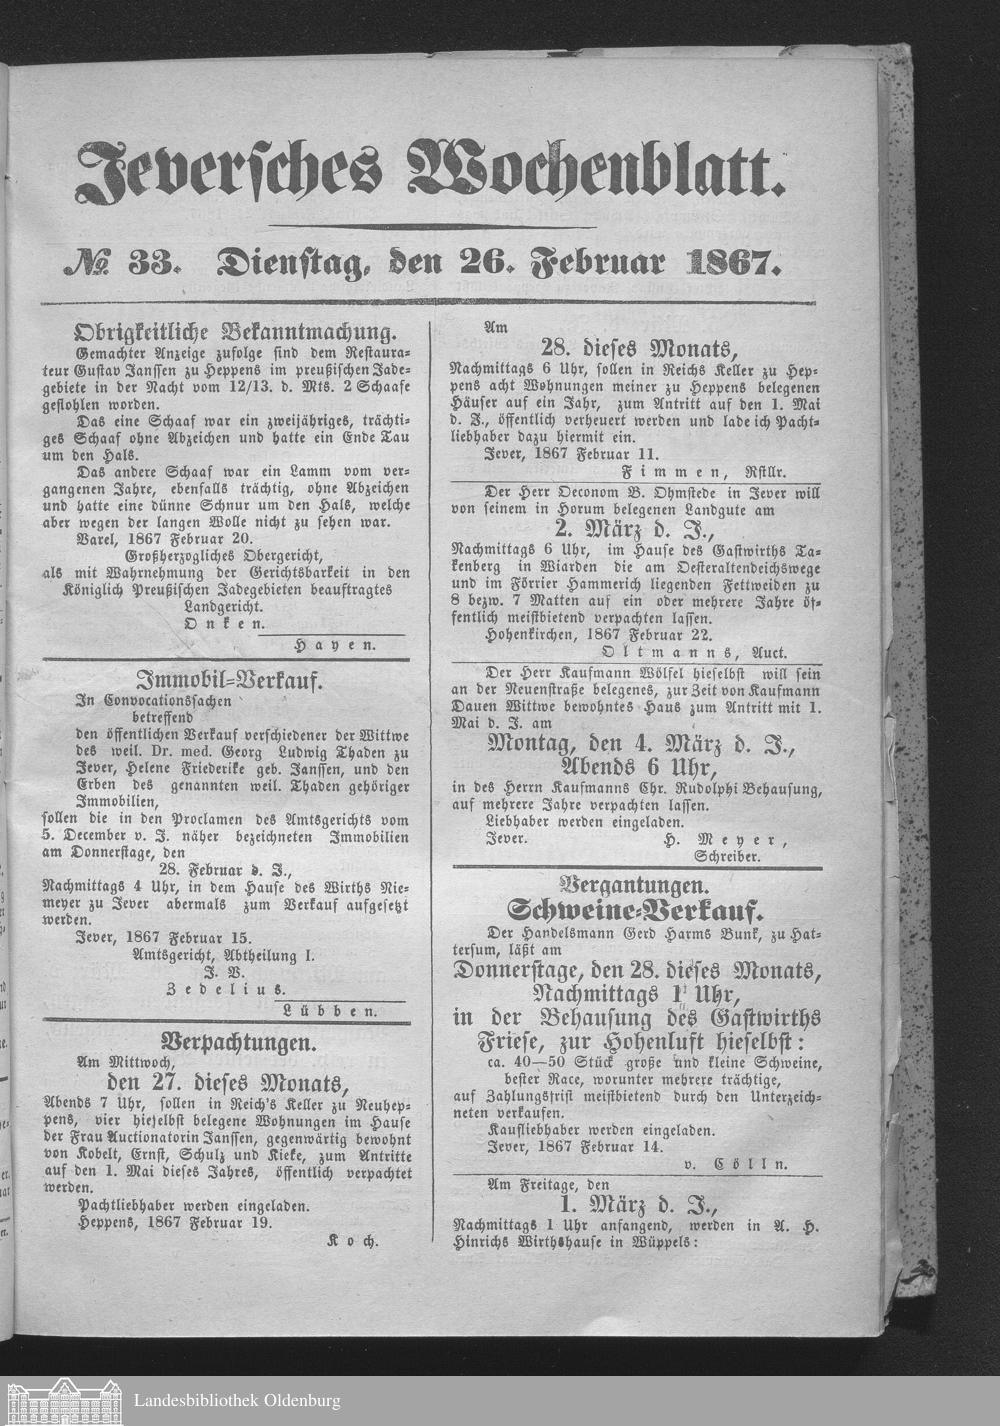 Jeversches Wochenblatt.
№ 33. Dienstag, den 26. Februar 1867.
Obrigkeitliche Bekanntmachung.
Gemachter Anzeige zufolge sind dem Restaura-
teur Gustav Janssen zu Heppens im preußischen Jade-
gebiete in der Nacht vom 12/13. d. Mts. 2 Schaafe
gestohlen worden.
Das eine Schaaf war ein zweijähriges, trächti-
ges Schaaf ohne Abzeichen und hatte ein Ende Tau
um den Hals.
Das andere Schaaf war ein Lamm vom ver-
gangenen Jahre, ebenfalls trächtig, ohne Abzeichen
und hatte eine dünne Schnur um den Hals, welche
aber wegen der langen Wolle nicht zu sehen war.
Varel, 1867 Februar 20.
Großherzogliches Obergericht,
als mit Wahrnehmung der Gerichtsbarkeit in den
Königlich Preußischen Jadegebieten beauftragtes
Landgericht.
Onken.
Hayen.
Immobil-Verkauf.
In Convocationssachen
betreffend
den öffentlichen Verkauf verschiedener der Wittwe
des weil. Dr. med. Georg Ludwig Thaden zu
Jever, Helene Friederike geb. Janssen, und den
Erben des genannten weil. Thaden gehöriger
Immobilien,
sollen die in den Proclamen des Amtsgerichts vom
5. December v. J. näher bezeichneten Immobilien
am Donnerstage, den
28. Februar d. J.,
Nachmittags 4 Uhr, in dem Hause des Wirths Nie-
meyer zu Jever abermals zum Verkauf aufgesetzt
werden.
Jever, 1867 Februar 15.
Amtsgericht, Abtheilung I.
J. V.
Zedelius.
Lübben.
Verpachtungen.
Am Mittwoch,
den 27. dieses Monats,
Abends 7 Uhr, sollen in Reich's Keller zu Neuhep-
pens, vier hieselbst belegene Wohnungen im Hause
der Frau Auctionatorin Janssen, gegenwärtig bewohnt
von Kobelt, Ernst, Schulz und Kieke, zum Antritte
auf den 1. Mai dieses Jahres, öffentlich verpachtet
werden.
Pachtliebhaber werden eingeladen.
Heppens, 1867 Februar 19.
Koch.
Am
28. dieses Monats,
Nachmittags 6 Uhr, sollen in Reichs Keller zu Hep-
pens acht Wohnungen meiner zu Heppens belegenen
Häuser auf ein Jahr, zum Antritt auf den 1. Mai
d. J., öffentlich verheuert werden und lade ich Pacht-
liebhaber dazu hiermit ein.
Jever, 1867 Februar 11.
Fimmen, Rstllr.
Der Herr Oeconom B. Ohmstede in Jever will
von seinem in Horum belegenen Landgute am
2. März d. J.,
Nachmittags 6 Uhr, im Hause des Gastwirths Ta-
kenberg in Wiarden die am Oesteraltendeichswege
und im Förrier Hammerich liegenden Fettweiden zu
8 bezw. 7 Matten auf ein oder mehrere Jahre öf-
fentlich meistbietend verpachten lassen.
Hohenkirchen, 1867 Februar 22.
Oltmanns, Auct.
Der Herr Kaufmann Wölfel hieselbst will sein
an der Neuenstraße belegenes, zur Zeit von Kaufmann
Dauen Wittwe bewohntes Haus zum Antritt mit 1.
Mai d. J. am
Montag, den 4. März d. J.,
Abends 6 Uhr,
in des Herrn Kaufmanns Chr. Rudolphi Behausung,
auf mehrere Jahre verpachten lassen.
Liebhaber werden eingeladen.
Jever. H. Meyer,
Schreiber.
Vergantungen.
Schweine-Verkauf.
Der Handelsmann Gerd Harms Bunk, zu Hat-
tersum, läßt am
Donnerstage, den 28. dieses Monats,
Nachmittags 1 Uhr,
in der Behausung des Gastwirths
Friese, zur Hohenluft hieselbst:
ca. 40—50 Stück große und kleine Schweine,
bester Race, worunter mehrere trächtige,
auf Zahlungsfrist meistbietend durch den Unterzeich-
neten verkaufen.
Kaufliebhaber werden eingeladen.
Jever, 1867 Februar 14.
v. Cölln.
Am Freitage, den
1. März d. J.,
Nachmittags 1 Uhr anfangend, werden in A. H.
Hinrichs Wirthshause in Wüppels:
Landesbibliothek Oldenburg